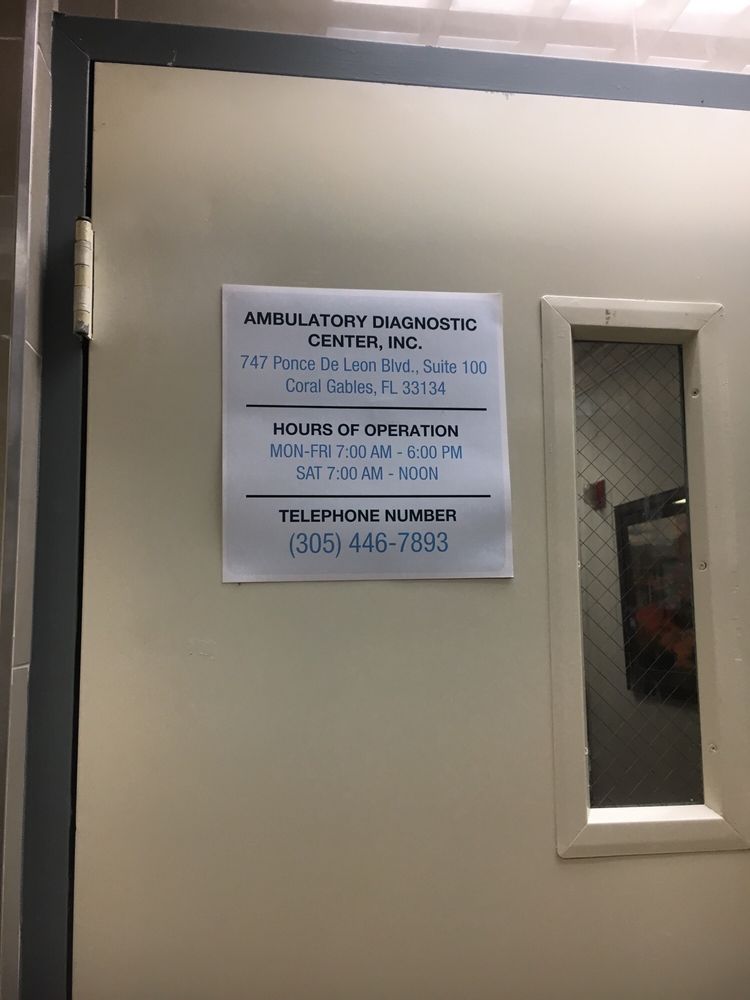 AMBULATORY DIAGNOSTIC
CENTER, INC.
747 Ponce De Leon Blvd., Suite 100
Coral Gables, FL 33134
HOURS OF OPERATION
MON-FRI 7:00 AM - 6:00 PM
SAT 7:00 AM - NOON
TELEPHONE NUMBER
(305) 446-7893